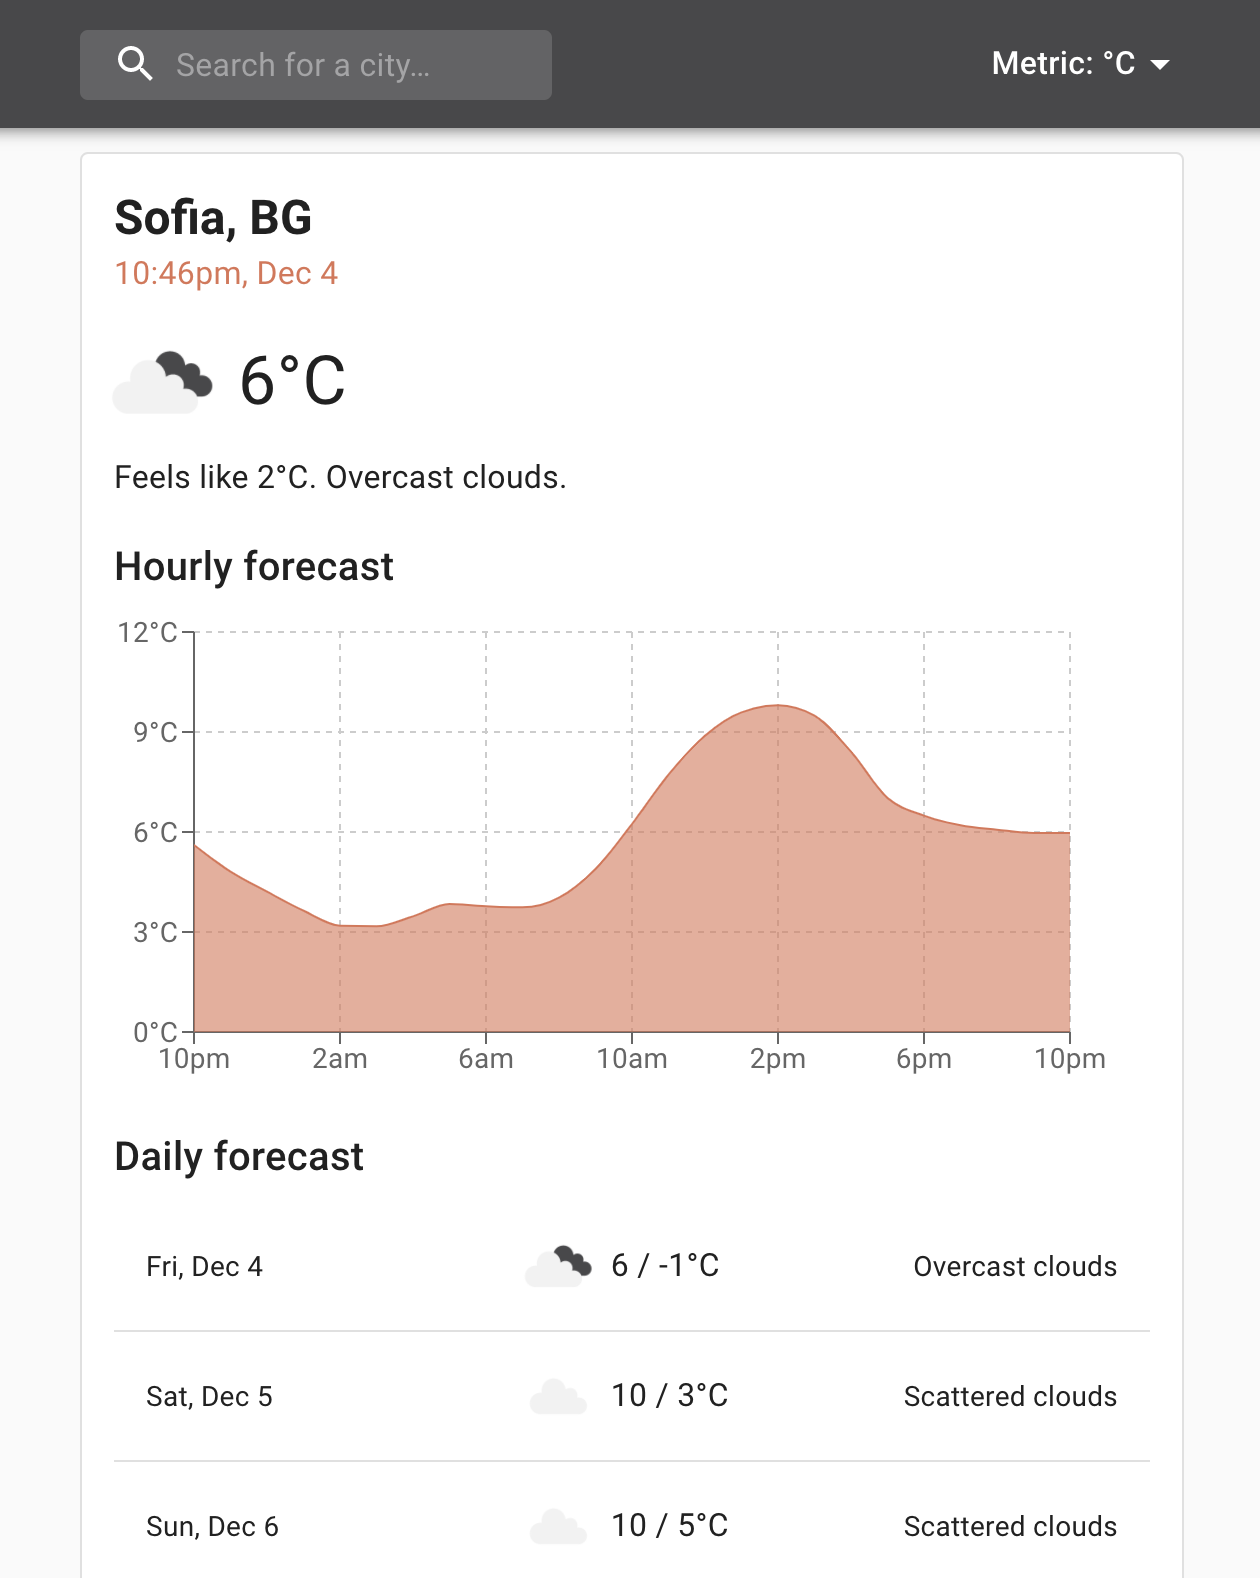 Search for a city...
Metric: °C
Sofia, BG
10:46pm, Dec 4
6°C
Feels like 2°C. Overcast clouds.
Hourly forecast
12°C
9°C
6°C
3°C
0°C
10pm 2am 6am 10am 2pm 6pm 10pm
Daily forecast
Fri, Dec 4 6 / -1°C Overcast clouds
Sat, Dec 5 10 / 3°C Scattered clouds
Sun, Dec 6 10 / 5°C Scattered clouds